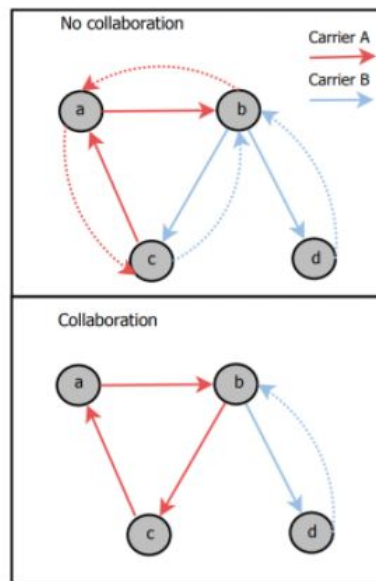 No collaboration
Carrier A
Carrier B
a
b
c
d
Collaboration
a
b
c
d